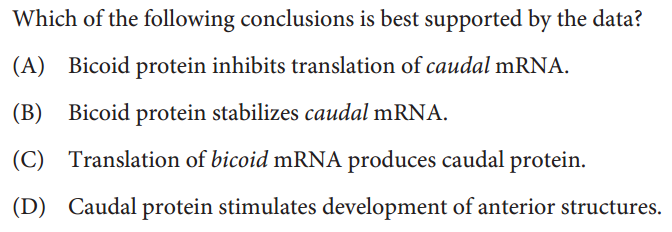 Which of the following conclusions is best supported by the data?
(A) Bicoid protein inhibits translation of caudal mRNA.
(B) Bicoid protein stabilizes caudal mRNA.
(C) Translation of bicoid mRNA produces caudal protein.
(D) Caudal protein stimulates development of anterior structures.